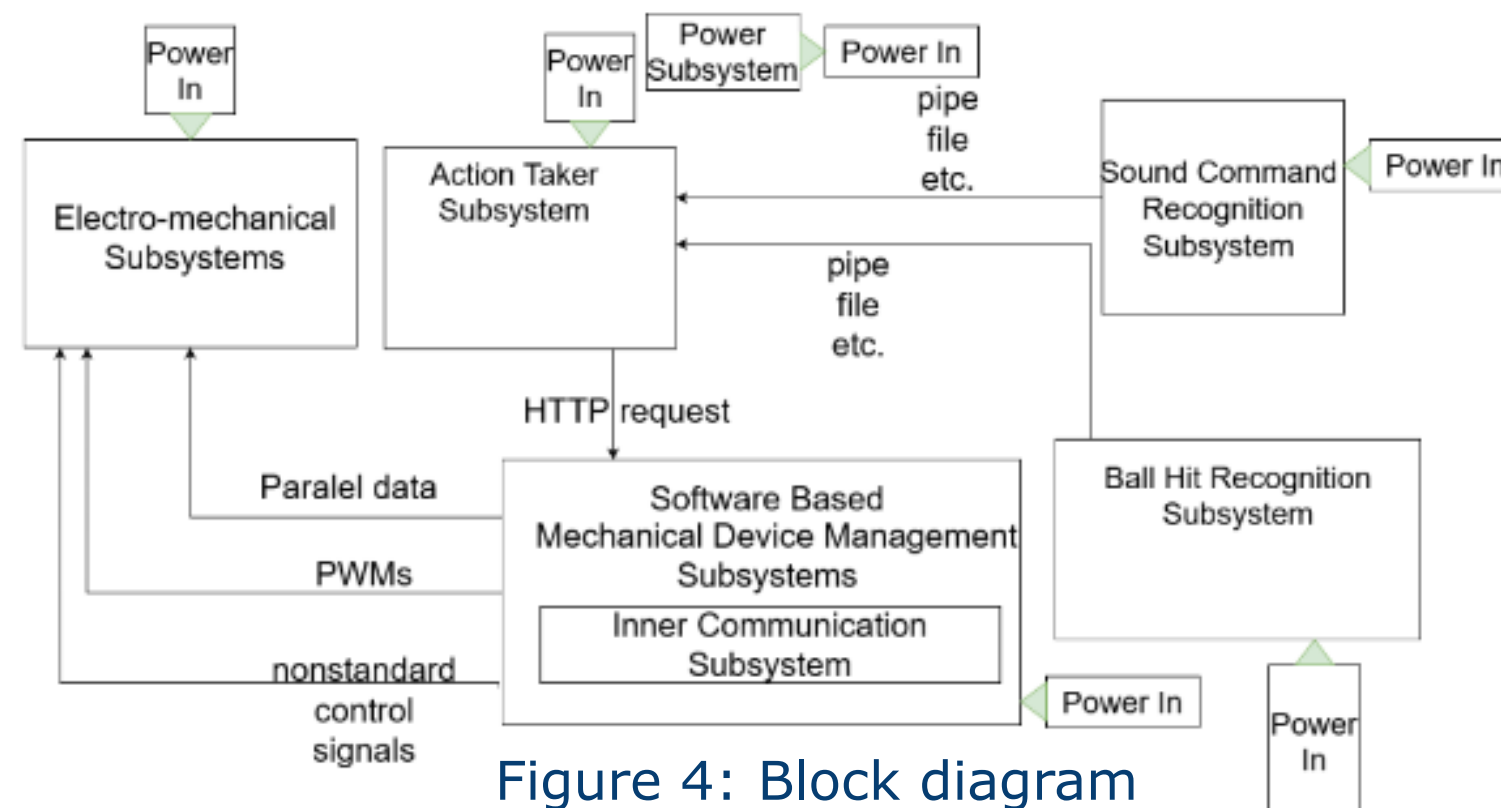 Power
In
Power
In
Power
Subsystem
Power In
pipe
file
etc.
Power In
Electro-mechanical
Subsystems
Action Taker
Subsystem
Sound Command
Recognition
Subsystem
pipe
file
etc.
HTTP request
Paralel data
PWMs
nonstandard
control
signals
Software Based
Mechanical Device Management
Subsystems
Inner Communication
Subsystem
Ball Hit Recognition
Subsystem
Power In
Power
In
Figure 4: Block diagram